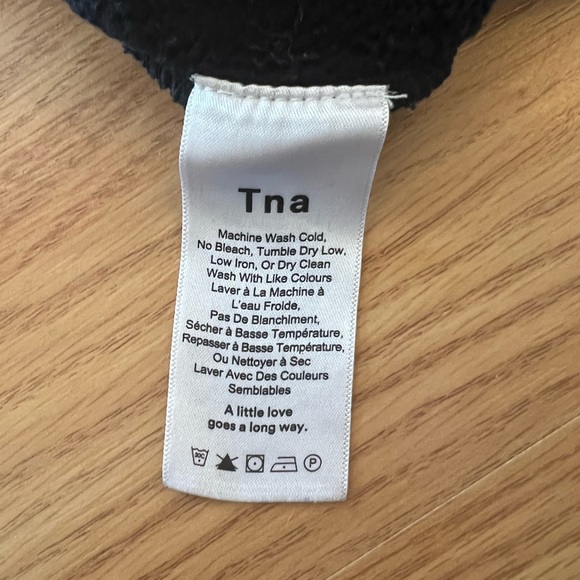 Tna
Machine Wash Cold,
No Bleach, Tumble Dry Low,
Low Iron, Or Dry Clean
Wash With Like Colours
Laver à La Machine à
L'eau Froide,
Pas De Blanchiment,
Sécher à Basse Température,
Repasser à Basse Température,
Ou Nettoyer à Sec
Laver Avec Des Couleurs
Semblables
A little love
goes a long way.
30C P